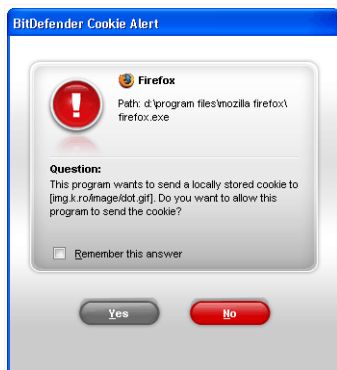 BitDefender Cookie Alert
Firefox
Path: d:\program files\mozilla firefox\
firefox.exe
Question:
This program wants to send a locally stored cookie to
[img.k.ro/image/dot.gif]. Do you want to allow this
program to send the cookie?
Remember this answer
Yes
No